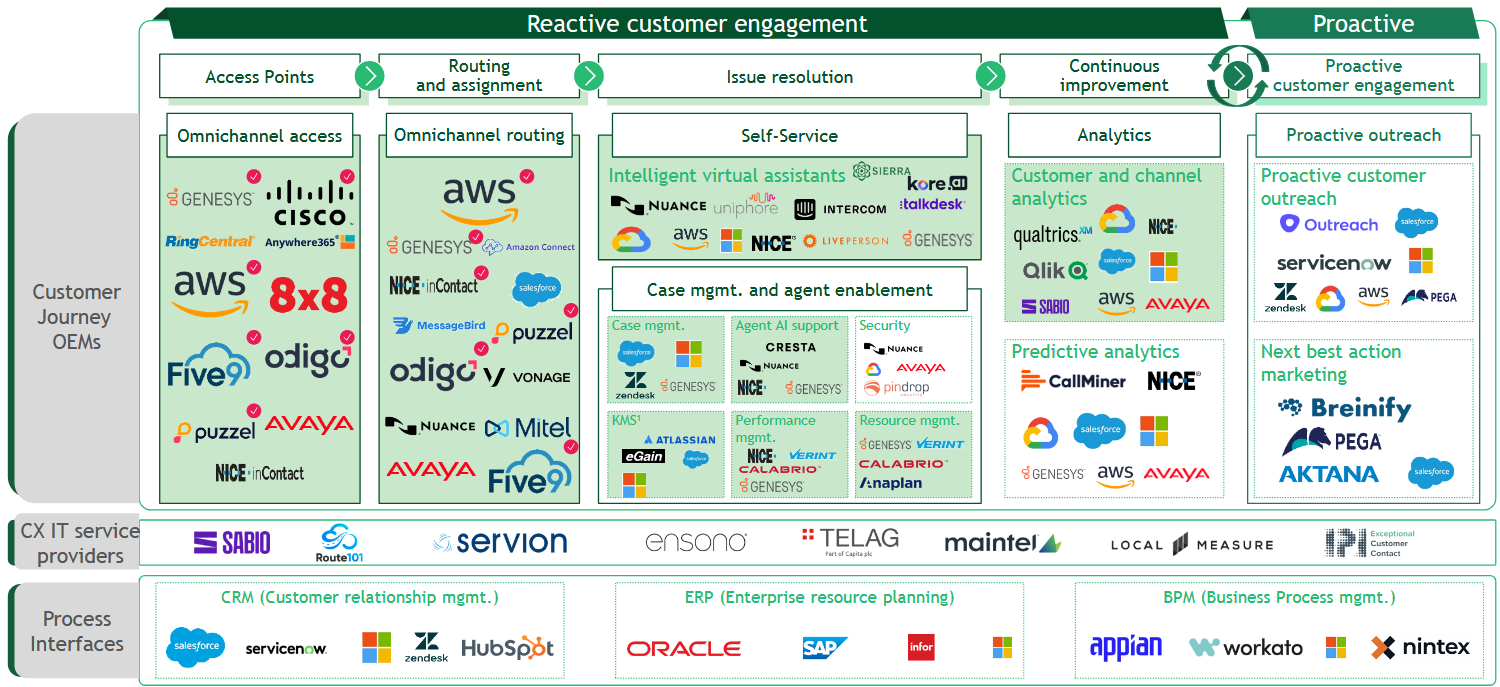 Reactive customer engagement
Proactive
Access Points
Routing
and assignment
Issue resolution
Continuous
improvement
Proactive
customer engagement
Customer
Journey
OEMs
Omnichannel access
GENESYS
CISCO
RingCentral
Anywhere365
aws
8x8
Five9
odigo
puzzel
AVAYA
NICE inContact
Omnichannel routing
aws
GENESYS
Amazon Connect
NICE inContact
salesforce
MessageBird
puzzel
odigo
VONAGE
NUANCE
Mitel
AVAYA
Five9
Self-Service
Intelligent virtual assistants
SIERRA
kore.ai
NUANCE
uniphore
INTERCOM
talkdesk
aws
NICE
LIVEPERSON
GENESYS
Case mgmt. and agent enablement
Case mgmt.
salesforce
zendesk
GENESYS
Agent AI support
CRESTA
NUANCE
NICE
GENESYS
Security
NUANCE
AVAYA
pindrop
KMS¹
ATLASSIAN
eGain
salesforce
Performance
mgmt.
NICE
VERINT
CALABRIO™
GENESYS
Resource mgmt.
GENESYS
VERINT
CALABRIO™
Anaplan
Analytics
Customer and channel
analytics
qualtrics XM
NICE
Qlik
salesforce
SABIO
aws
AVAYA
Predictive analytics
CallMiner
NICE
salesforce
GENESYS
aws
AVAYA
Proactive outreach
Proactive customer
outreach
Outreach
salesforce
servicenow
zendesk
aws
PEGA
Next best action
marketing
Breinify
PEGA
AKTANA
salesforce
CX IT service
providers
SABIO
Route101
servion
ensono
TELAG
Part of Capita plc
maintel
LOCAL MEASURE
IPI
Exceptional
Customer
Contact
Process
Interfaces
CRM (Customer relationship mgmt.)
salesforce
servicenow
zendesk
HubSpot
ERP (Enterprise resource planning)
ORACLE
SAP
infor
BPM (Business Process mgmt.)
appian
workato
nintex